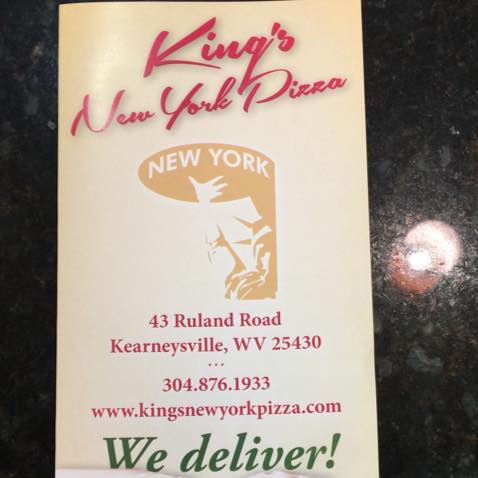 King's
New York Pizza
NEW YORK
43 Ruland Road
Kearneysville, WV 25430
...
304.876.1933
www.kingsnewyorkpizza.com
We deliver!